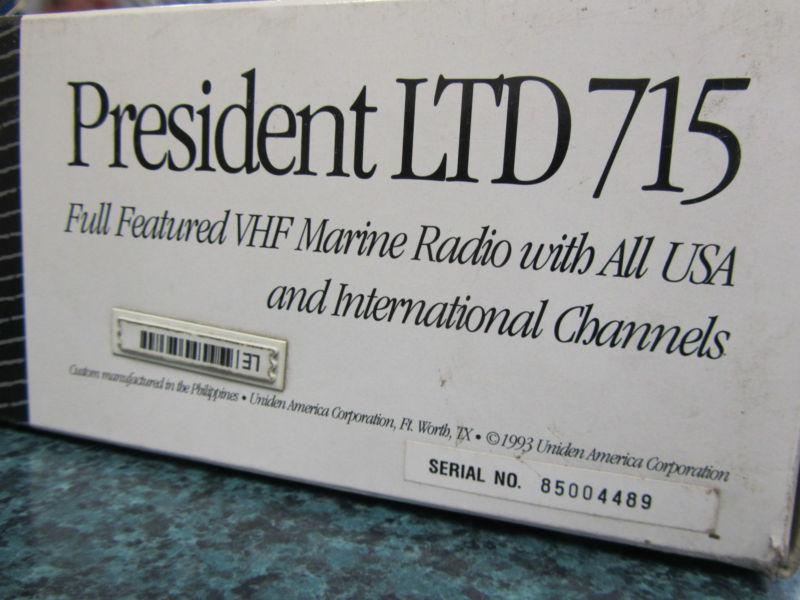 President LTD 715
Full Featured VHF Marine Radio with All USA
and International Channels
Custom manufactured in the Philippines • Uniden America Corporation, Ft. Worth, TX • ©1993 Uniden America Corporation
SERIAL NO. 85004489